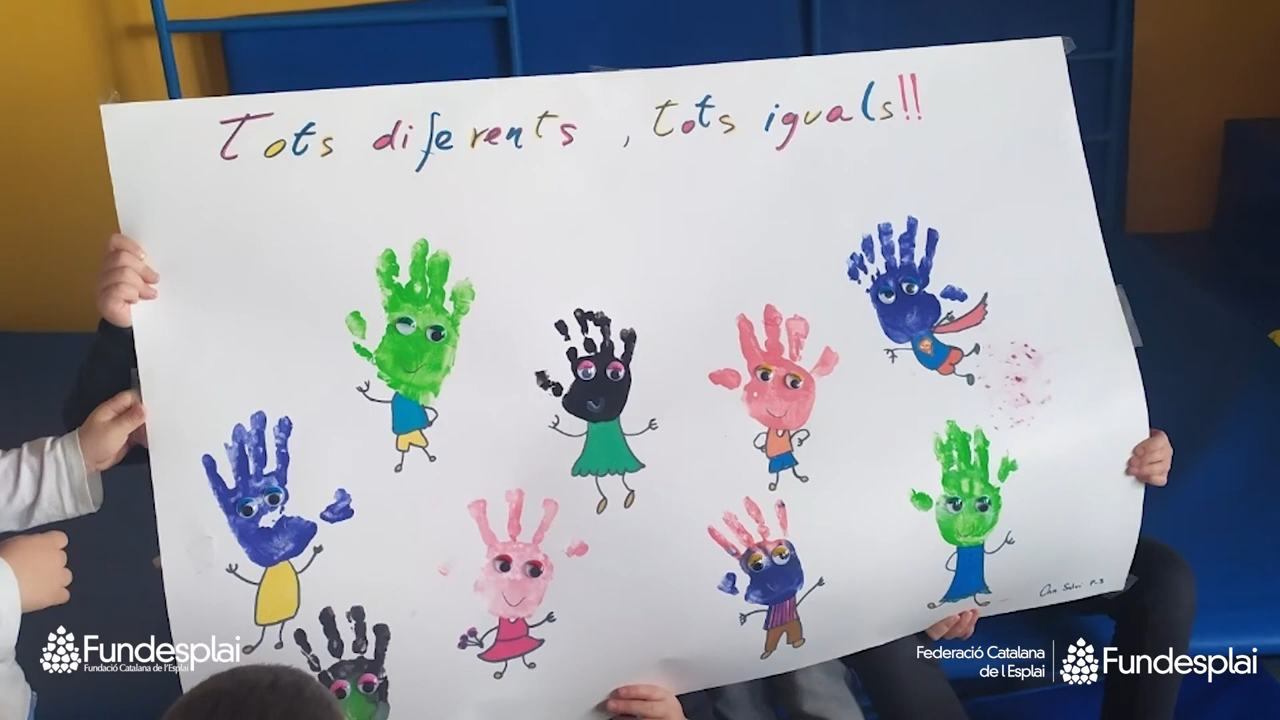 Tots diferents, tots iguals!!
Fundesplai
Fundació Catalana de l'Esplai
Federació Catalana
de l'Esplai
Fundesplai